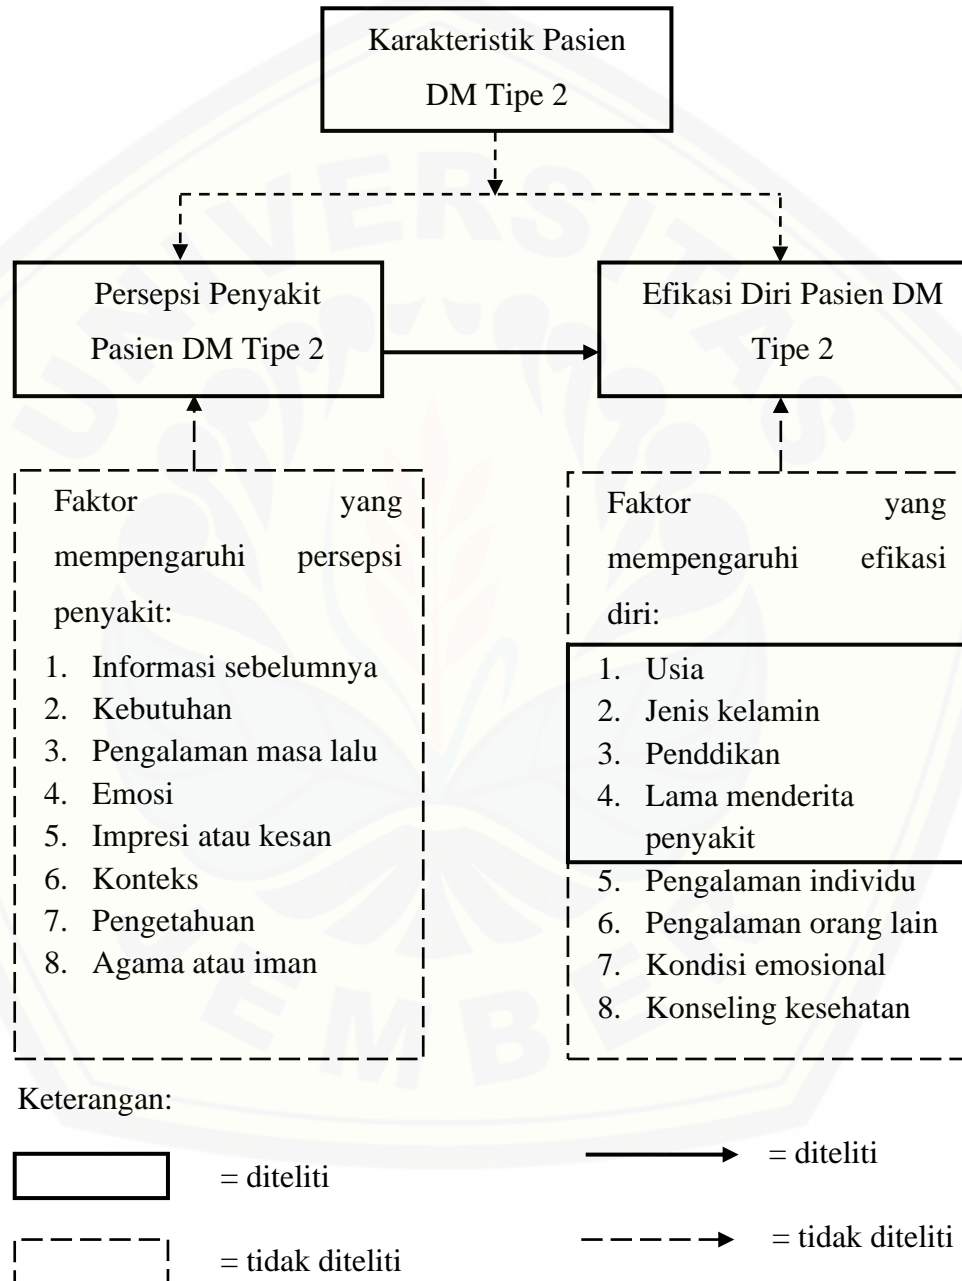 Karakteristik Pasien
DM Tipe 2
Persepsi Penyakit
Pasien DM Tipe 2
Efikasi Diri Pasien DM
Tipe 2
Faktor yang
mempengaruhi persepsi
penyakit:
1. Informasi sebelumnya
2. Kebutuhan
3. Pengalaman masa lalu
4. Emosi
5. Impresi atau kesan
6. Konteks
7. Pengetahuan
8. Agama atau iman
Faktor yang
mempengaruhi efikasi
diri:
1. Usia
2. Jenis kelamin
3. Penddikan
4. Lama menderita
penyakit
5. Pengalaman individu
6. Pengalaman orang lain
7. Kondisi emosional
8. Konseling kesehatan
Keterangan:
= diteliti
= diteliti
= tidak diteliti
= tidak diteliti
UNIVERSITAS
JEMBER